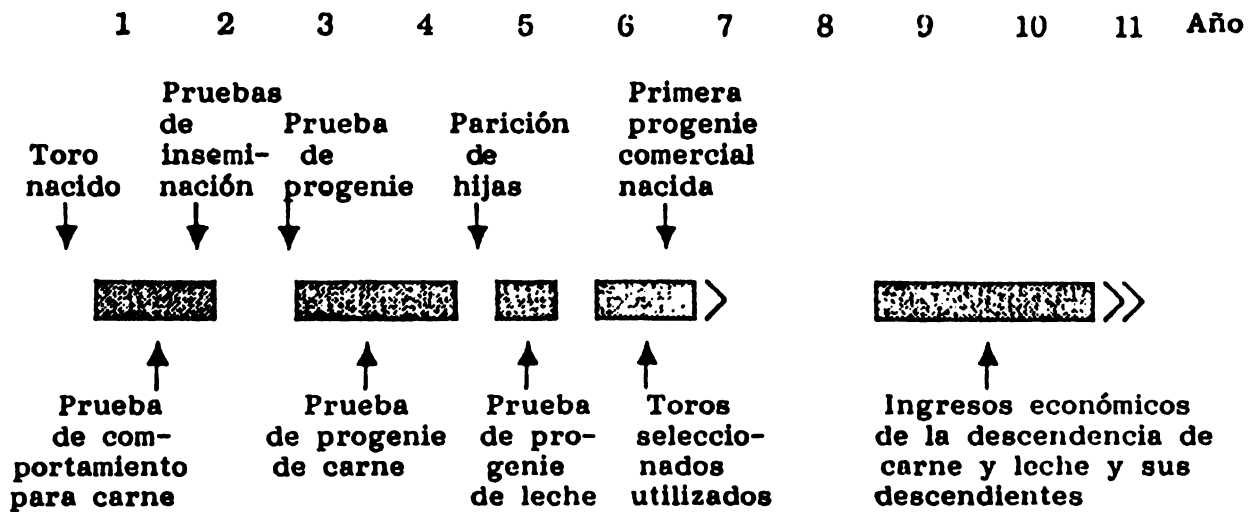 1 2 3 4 5 6 7 8 9 10 11 Año
Toro
nacido
Pruebas
de
insemi-
nación
Prueba
de
progenie
Parición
de
hijas
Primera
progenie
comercial
nacida
Prueba
de com-
portamiento
para carne
Prueba
de progenie
de carne
Prueba
de pro-
genie
de leche
Toros
seleccio-
nados
utilizados
Ingresos económicos
de la descendencia de
carne y leche y sus
descendientes